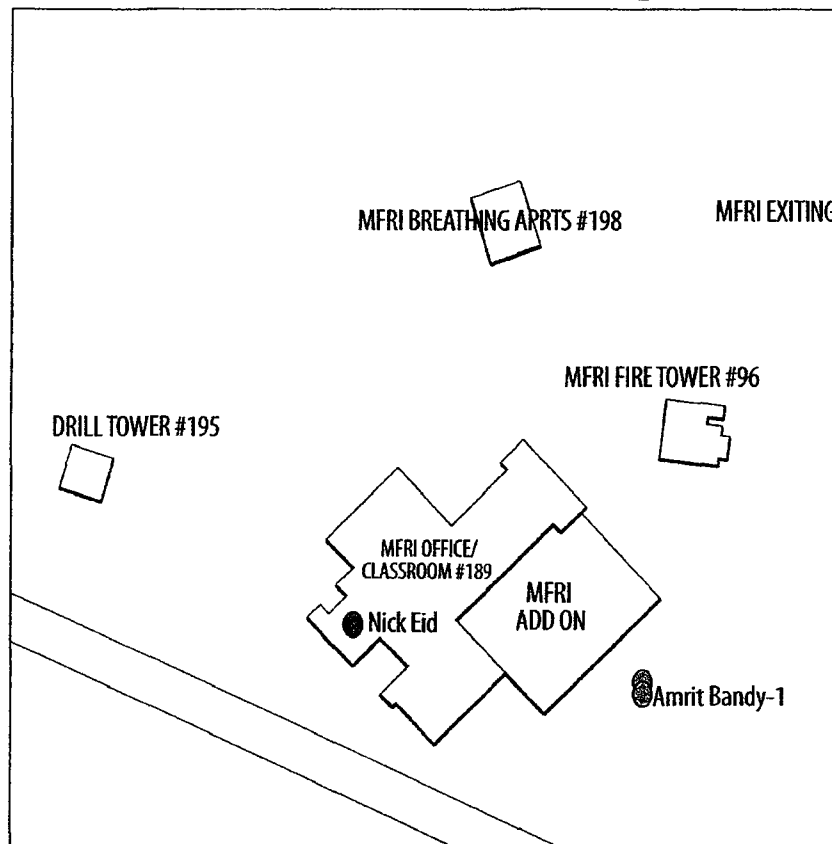 MFRI BREATHING APRTS #198
MFRI EXITING
MFRI FIRE TOWER #96
DRILL TOWER #195
MFRI OFFICE/
CLASSROOM #189
MFRI
ADD ON
Nick Eid
Amrit Bandy-1